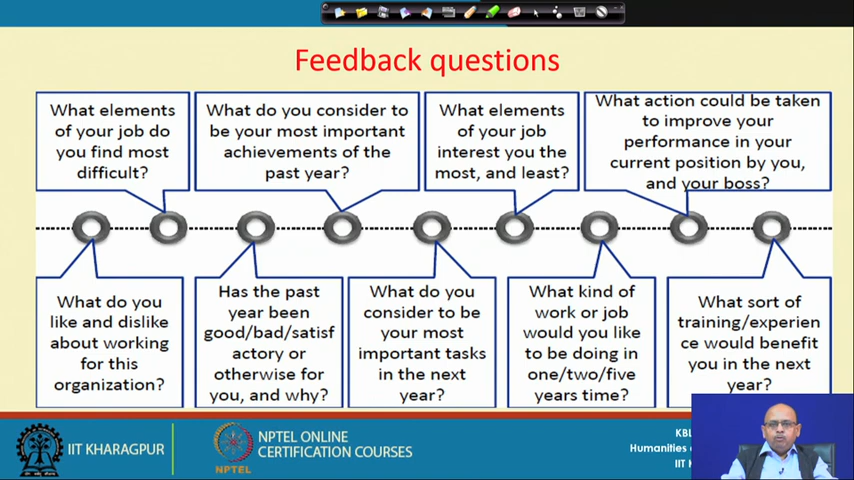 Feedback questions
What elements
of your job do
you find most
difficult?
What do you consider to
be your most important
achievements of the
past year?
What elements
of your job
interest you the
most, and least?
What action could be taken
to improve your
performance in your
current position by you,
and your boss?
What do you
like and dislike
about working
for this
organization?
Has the past
year been
good/bad/satisf
actory or
otherwise for
you, and why?
What do you
consider to be
your most
important tasks
in the next
year?
What kind of
work or job
would you like
to be doing in
one/two/five
years time?
What sort of
training/experien
ce would benefit
you in the next
year?
IIT KHARAGPUR
NPTEL
NPTEL ONLINE
CERTIFICATION COURSES
KBL
Humanities
IIT